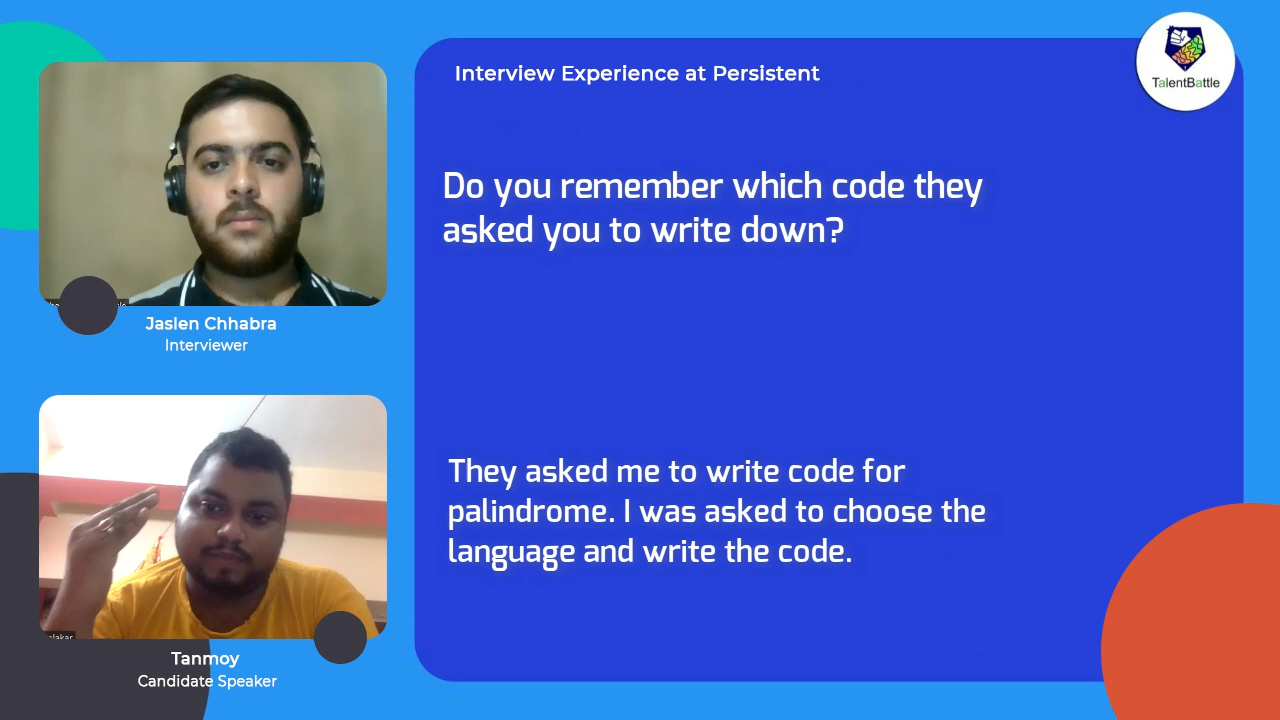 Interview Experience at Persistent
TalentBattle
Do you remember which code they
asked you to write down?
Jaslen Chhabra
Interviewer
They asked me to write code for
palindrome. I was asked to choose the
language and write the code.
Tanmoy
Candidate Speaker